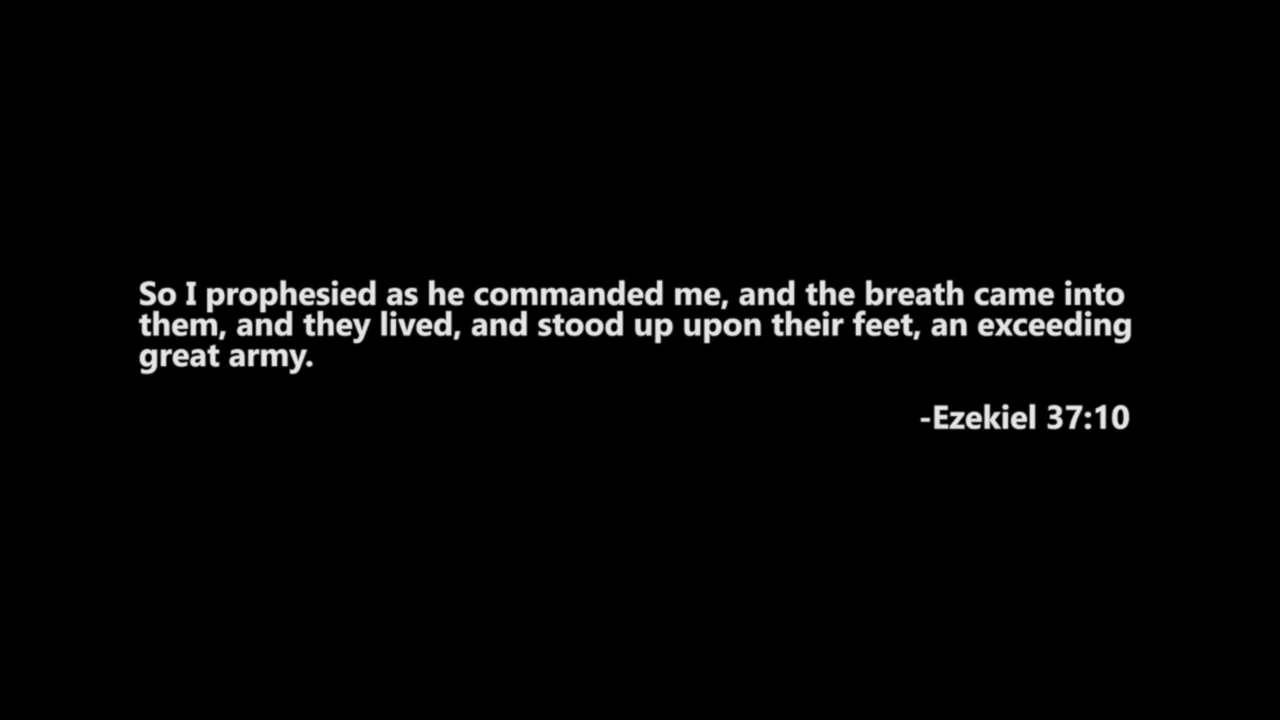 So I prophesied as he commanded me, and the breath came into
them, and they lived, and stood up upon their feet, an exceeding
great army.
-Ezekiel 37:10